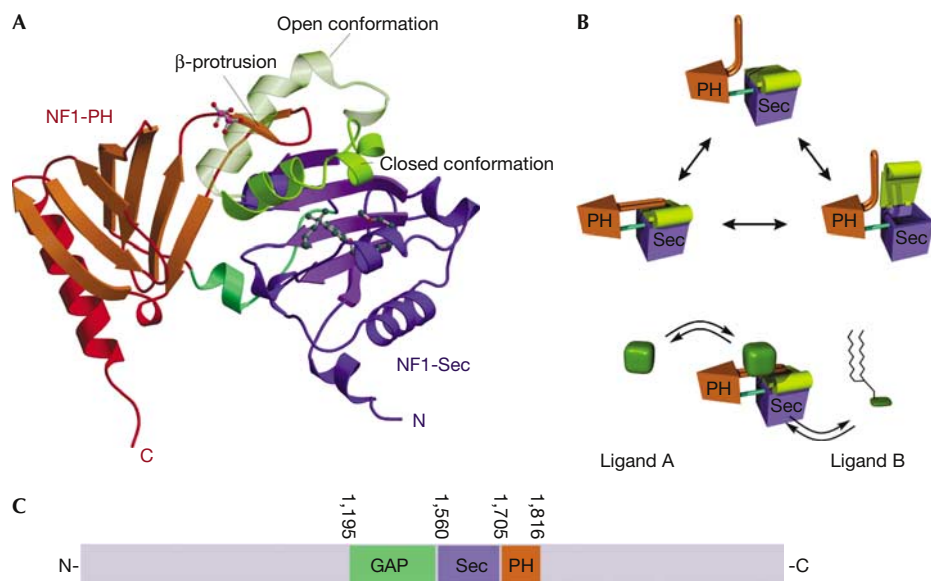 A
Open conformation
β-protrusion
NF1-PH
Closed conformation
NF1-Sec
N
C
B
PH
Sec
PH
Sec
PH
Sec
PH
Sec
Ligand A
Ligand B
C
1,195
1,560
1,705
1,816
N-
GAP
Sec
PH
-C